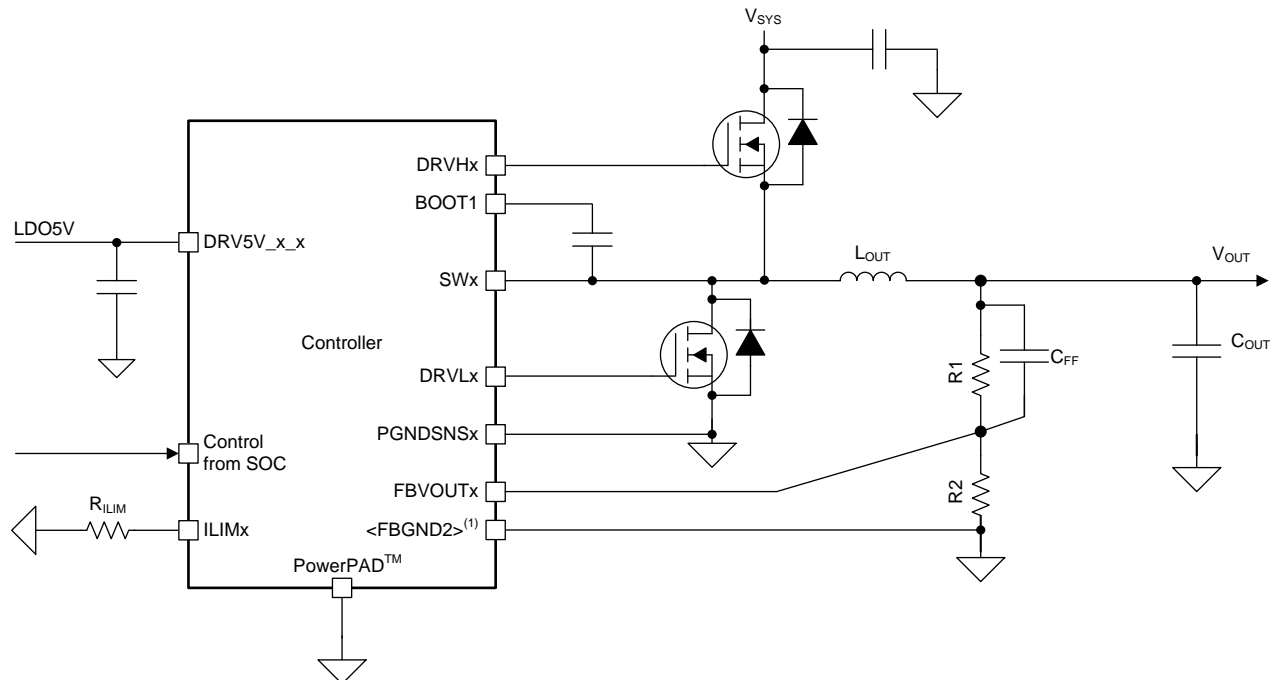 VSYS
DRVHx
BOOT1
LDO5V
DRV5V_x_x
SWx
LOUT
VOUT
Controller
R1
CFF
COUT
DRVLx
PGNDSNSx
Control
from SOC
FBVOUTx
R2
RILIM
ILIMx
<FBGND2>(1)
PowerPAD™